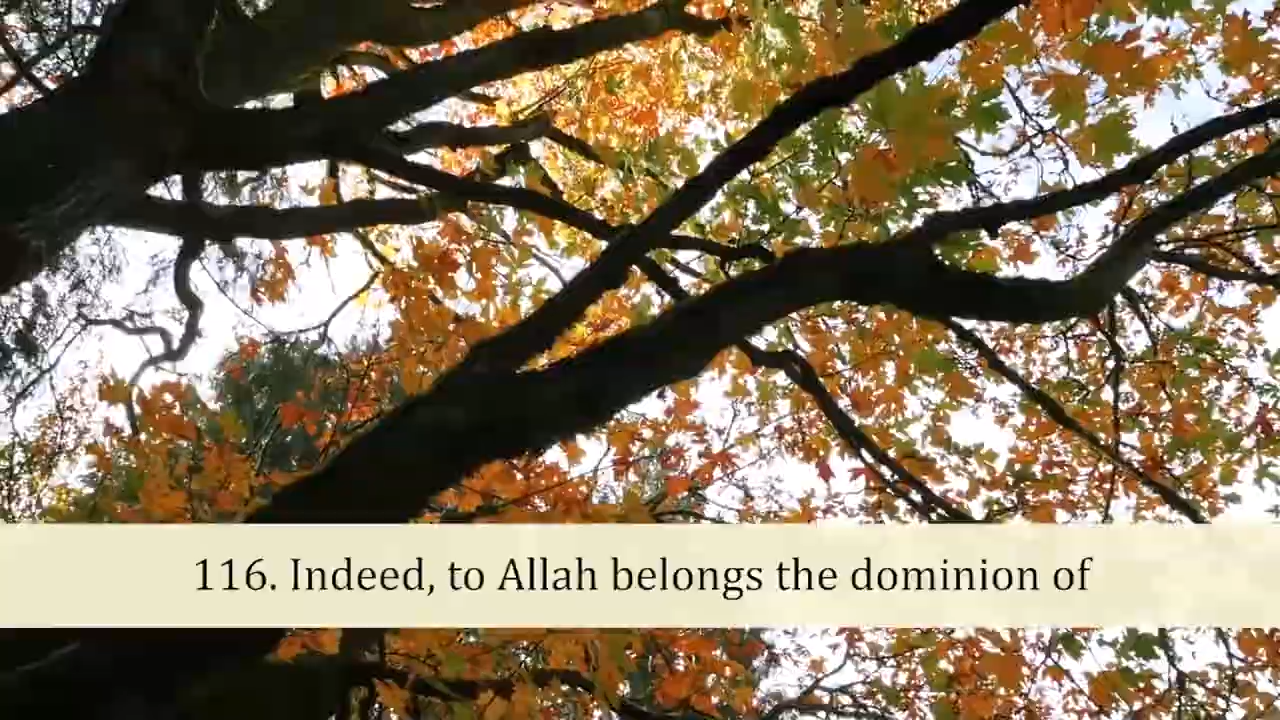 116. Indeed, to Allah belongs the dominion of